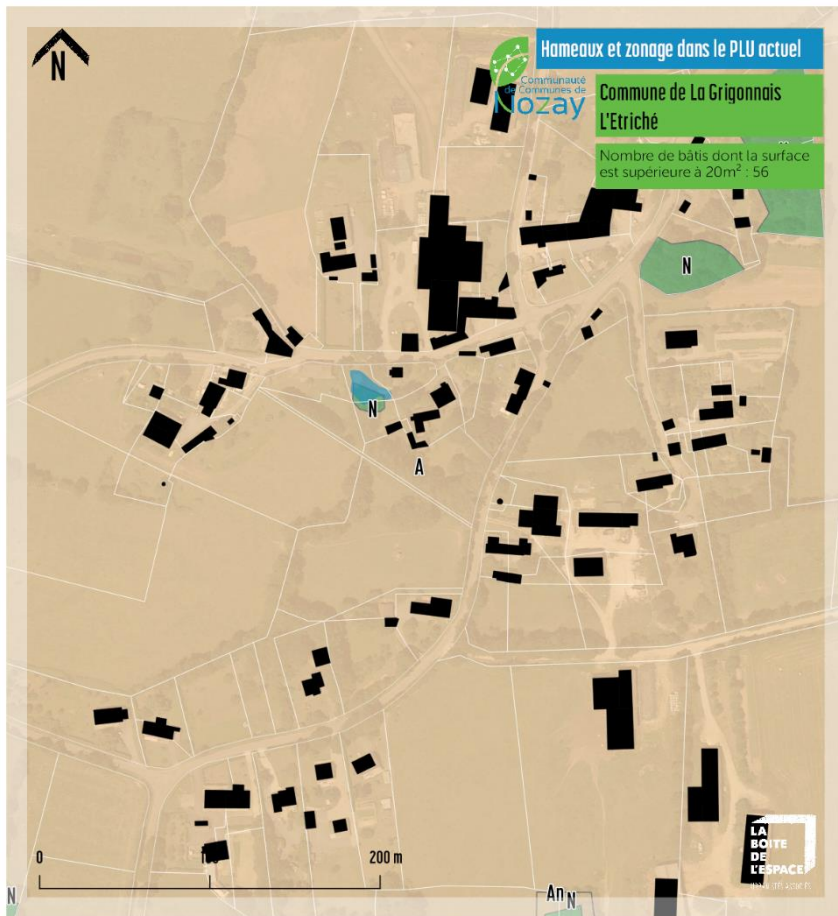 N
Hameaux et zonage dans le PLU actuel
Communauté
de Communes de
Nozay
Commune de La Grigonnais
L'Etriché
Nombre de bâtis dont la surface
est supérieure à 20m² : 56
N
N
A
0
100
200 m
LA
BOITE
DE
L'ESPACE
N
An
N